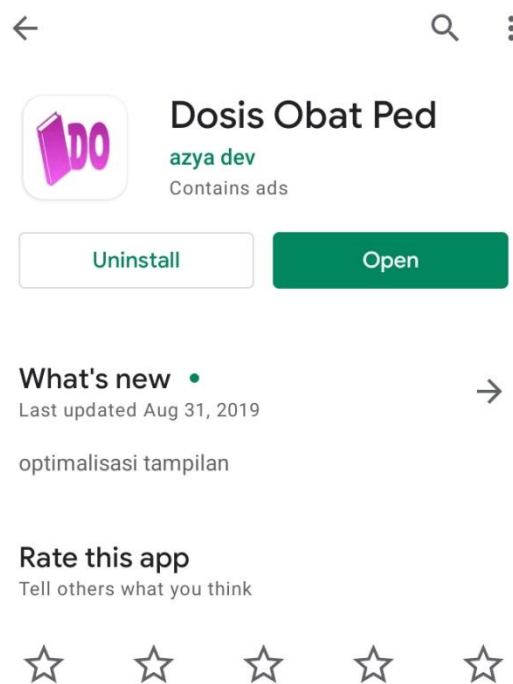 DO
Dosis Obat Ped
azya dev
Contains ads
Uninstall
Open
What's new
Last updated Aug 31, 2019
optimalisasi tampilan
Rate this app
Tell others what you think